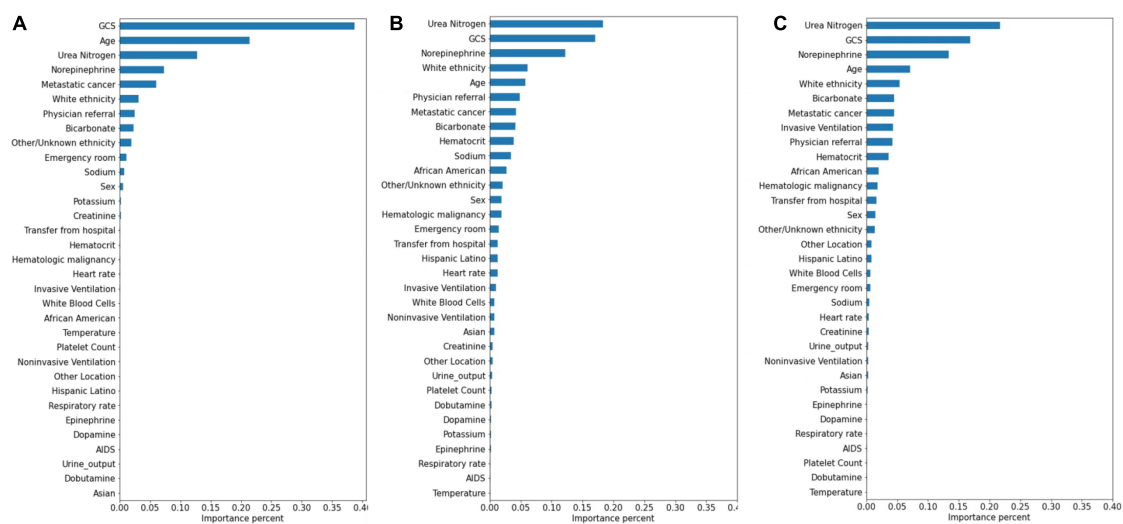 A
GCS
Age
Urea Nitrogen
Norepinephrine
Metastatic cancer
White ethnicity
Physician referral
Bicarbonate
Other/Unknown ethnicity
Emergency room
Sodium
Sex
Potassium
Creatinine
Transfer from hospital
Hematocrit
Hematologic malignancy
Heart rate
Invasive Ventilation
White Blood Cells
African American
Temperature
Platelet Count
Noninvasive Ventilation
Other Location
Hispanic Latino
Respiratory rate
Epinephrine
Dopamine
AIDS
Urine_output
Dobutamine
Asian
0.00 0.05 0.10 0.15 0.20 0.25 0.30 0.35 0.4
Importance percent
B
Urea Nitrogen
GCS
Norepinephrine
White ethnicity
Age
Physician referral
Metastatic cancer
Bicarbonate
Hematocrit
Sodium
African American
Other/Unknown ethnicity
Sex
Hematologic malignancy
Emergency room
Transfer from hospital
Hispanic Latino
Heart rate
Invasive Ventilation
White Blood Cells
Noninvasive Ventilation
Asian
Creatinine
Other Location
Urine_output
Platelet Count
Dobutamine
Dopamine
Potassium
Epinephrine
Respiratory rate
AIDS
Temperature
0.00 0.05 0.10 0.15 0.20 0.25 0.30 0.35 0.4
Importance percent
C
Urea Nitrogen
GCS
Norepinephrine
Age
White ethnicity
Bicarbonate
Metastatic cancer
Invasive Ventilation
Physician referral
Hematocrit
African American
Hematologic malignancy
Transfer from hospital
Sex
Other/Unknown ethnicity
Other Location
Hispanic Latino
White Blood Cells
Emergency room
Sodium
Heart rate
Creatinine
Urine_output
Noninvasive Ventilation
Asian
Potassium
Epinephrine
Dopamine
Respiratory rate
AIDS
Platelet Count
Dobutamine
Temperature
0.00 0.05 0.10 0.15 0.20 0.25 0.30 0.35 0.40
Importance percent